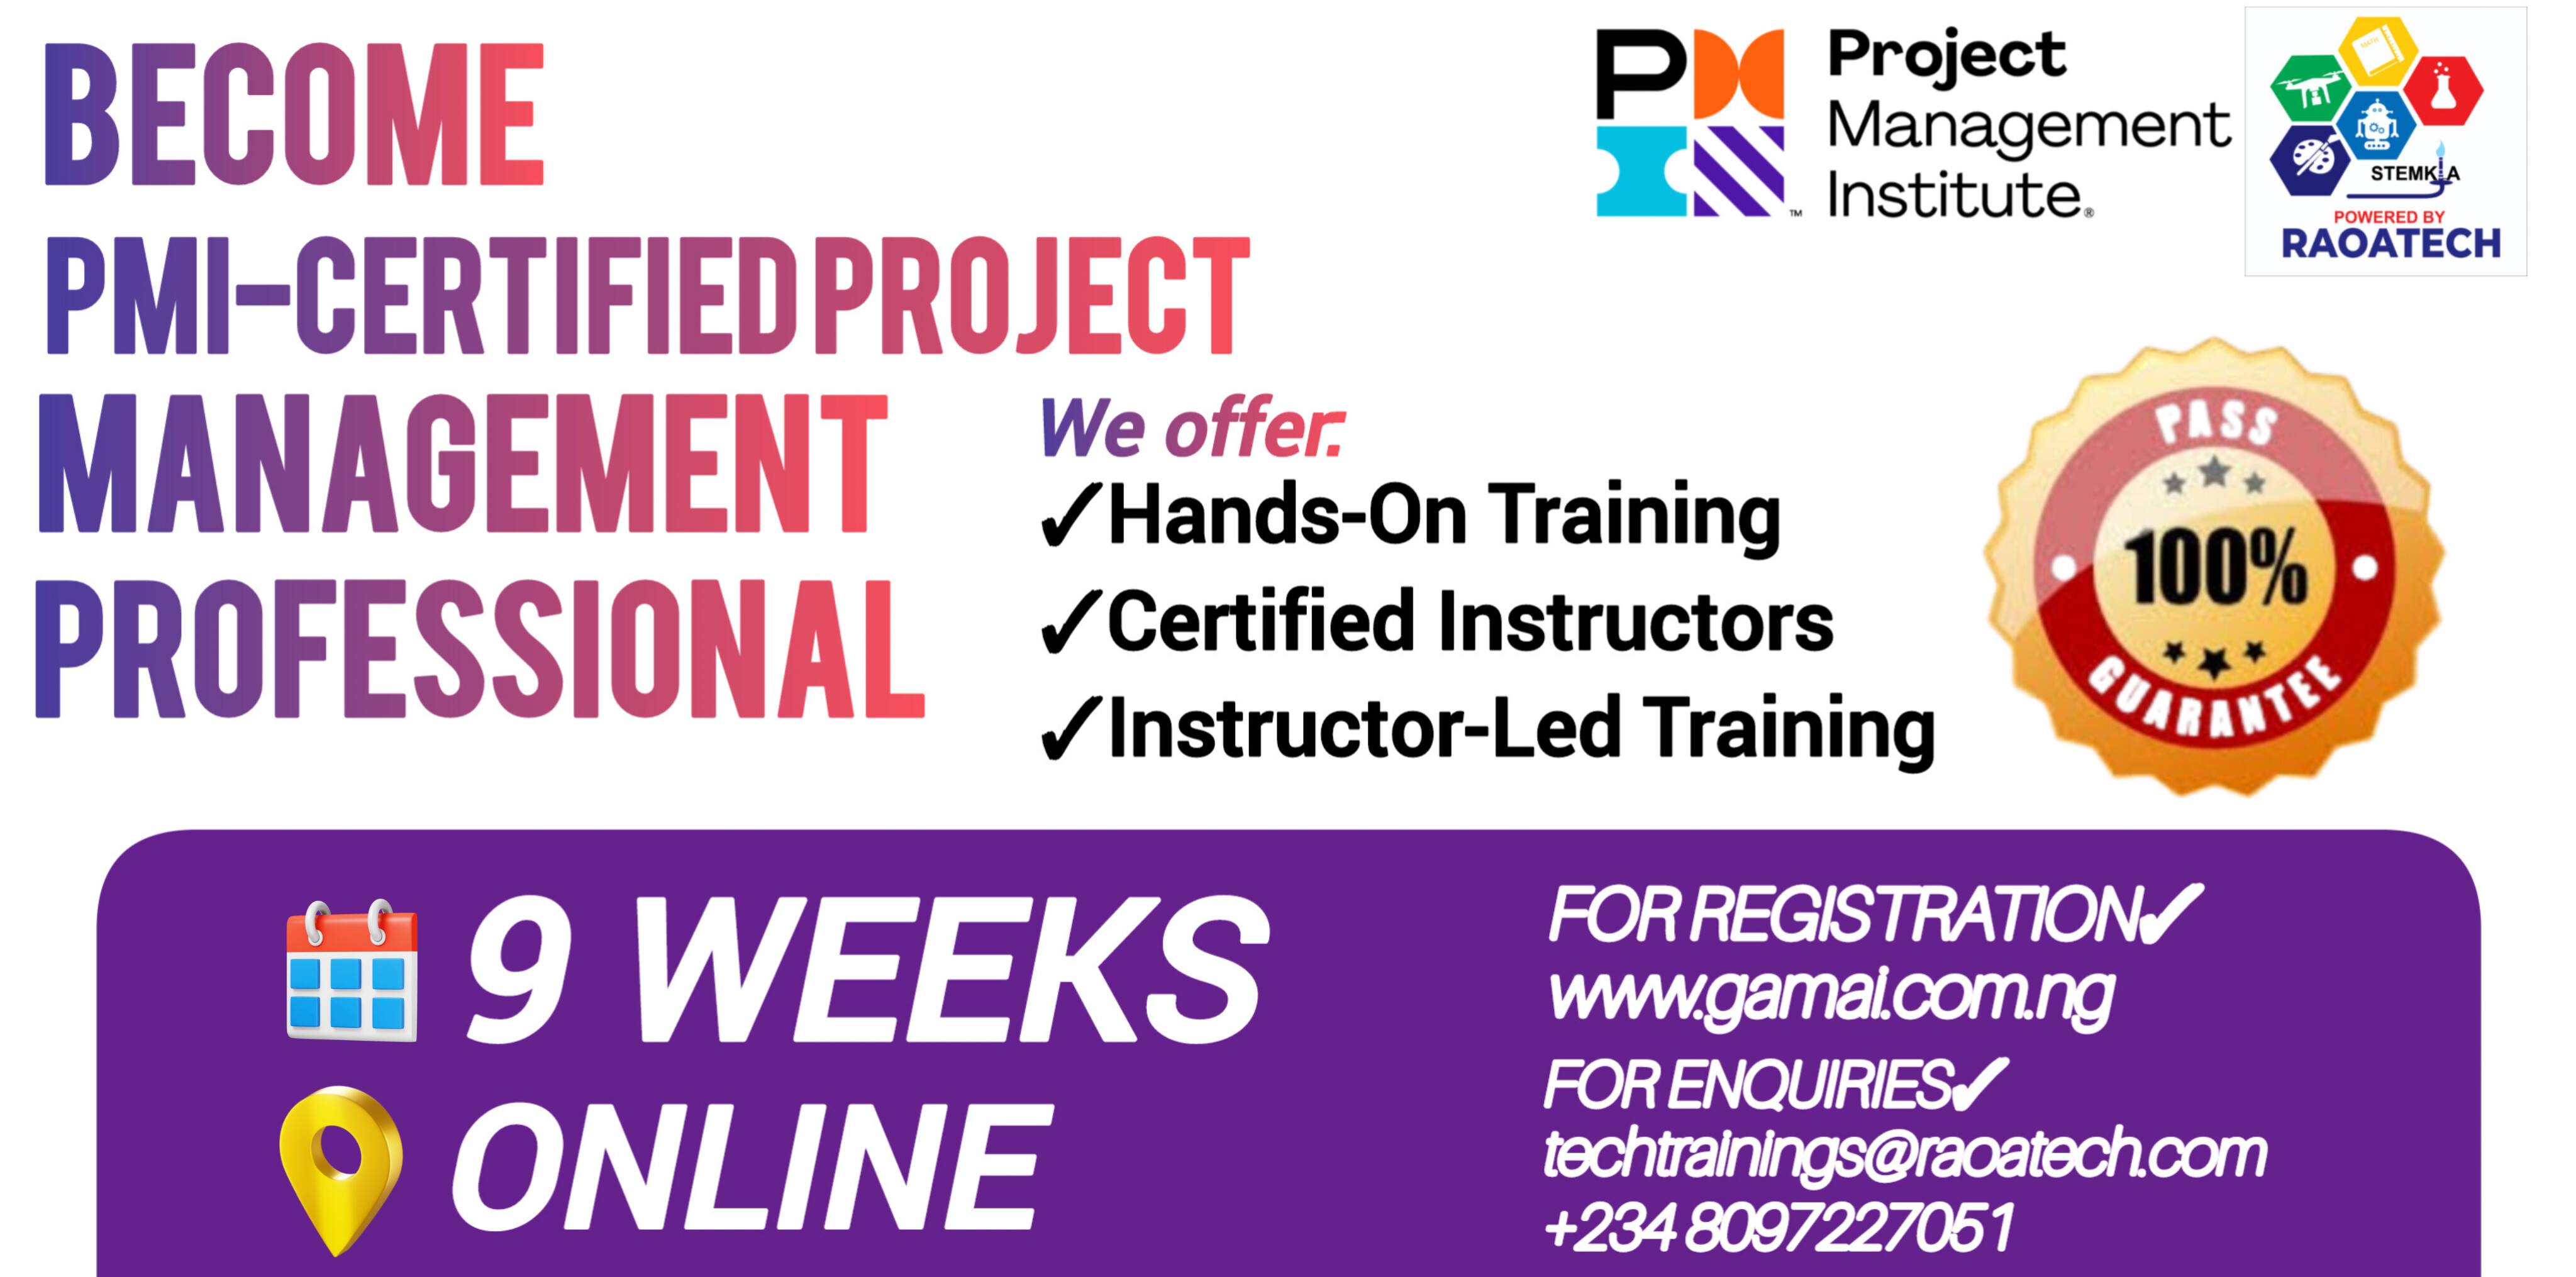 BECOME
PMI-CERTIFIED PROJECT
MANAGEMENT
PROFESSIONAL
Project
Management
Institute®
™
MATH
STEMKIA
POWERED BY
RAOATECH
We offer:
✓Hands-On Training
✓Certified Instructors
✓Instructor-Led Training
PASS
100%
GUARANTEE
9 WEEKS
ONLINE
FOR REGISTRATION✓
www.gamai.com.ng
FOR ENQUIRIES✓
techtrainings@raoatech.com
+234 8097227051